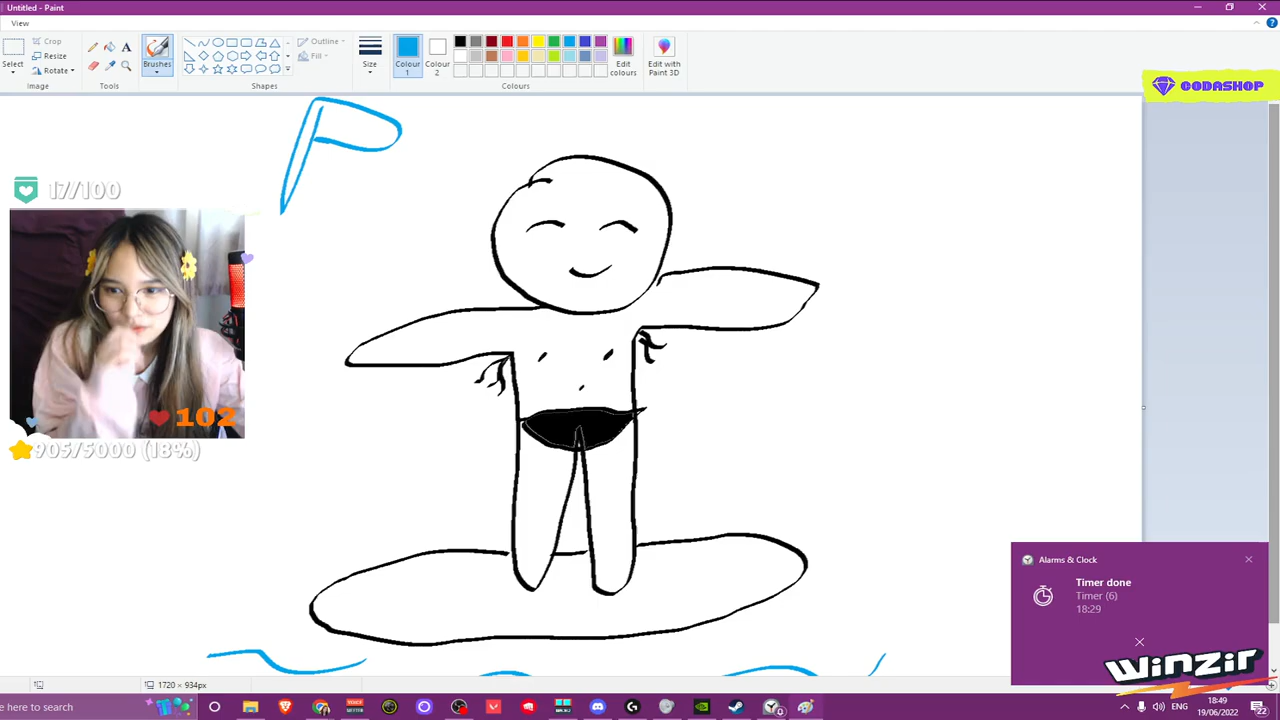 Untitled - Paint
View
Select
Crop
Resize
Rotate
Image
Brushes
Tools
Outline
Fill
Shapes
Size
Colour
1
Colour
2
Edit
colours
Colours
Edit with
Paint 3D
CODASHOP
P
17/100
102
905/5000 (18%)
Alarms & Clock
Timer done
Timer (6)
18:29
WINZIR
1720 × 934px
here to search
ENG
18:49
19/06/2022
22